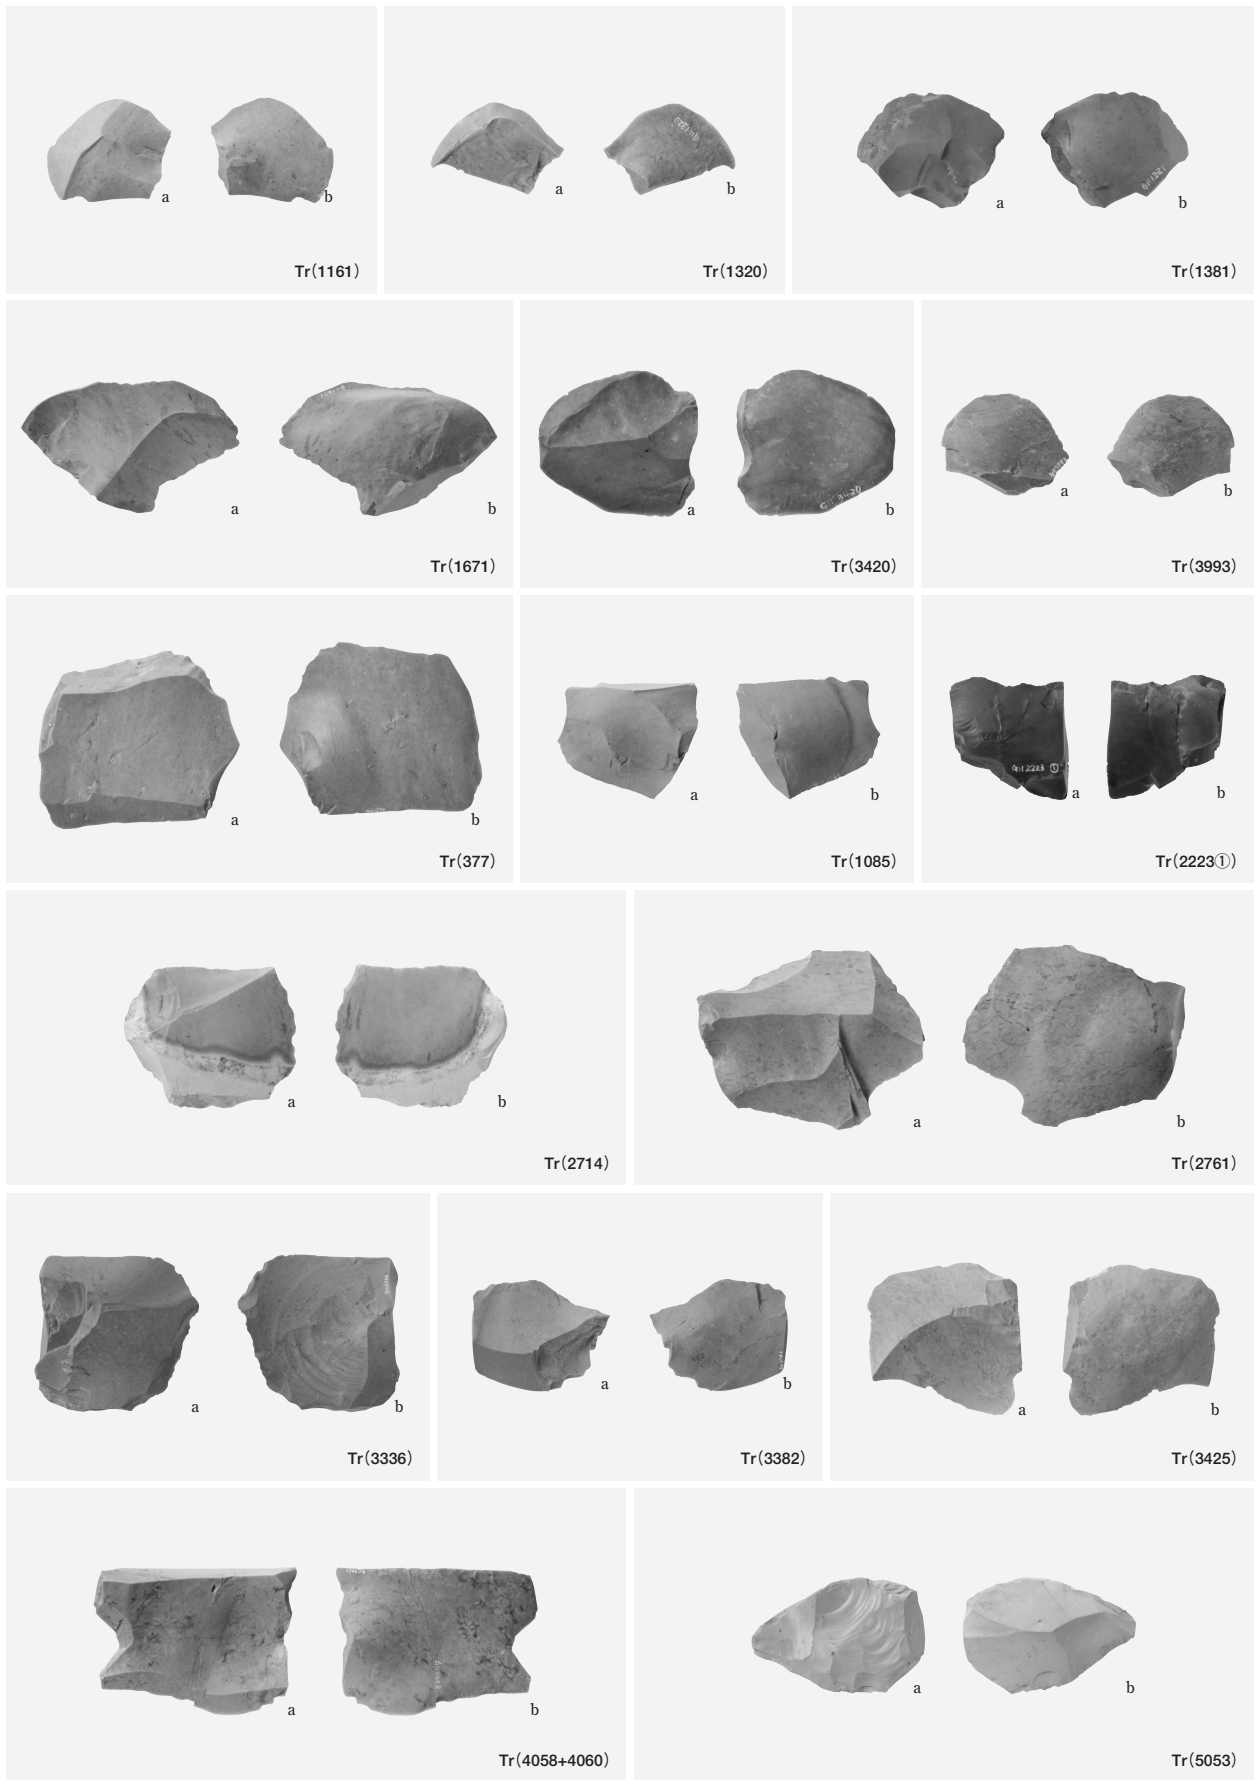 a
b
Tr(1161)
a
b
Tr(1320)
a
b
Tr(1381)
a
b
Tr(1671)
a
b
Tr(3420)
a
b
Tr(3993)
a
b
Tr(377)
a
b
Tr(1085)
a
b
Tr(2223①)
a
b
Tr(2714)
a
b
Tr(2761)
a
b
Tr(3336)
a
b
Tr(3382)
a
b
Tr(3425)
a
b
Tr(4058+4060)
a
b
Tr(5053)